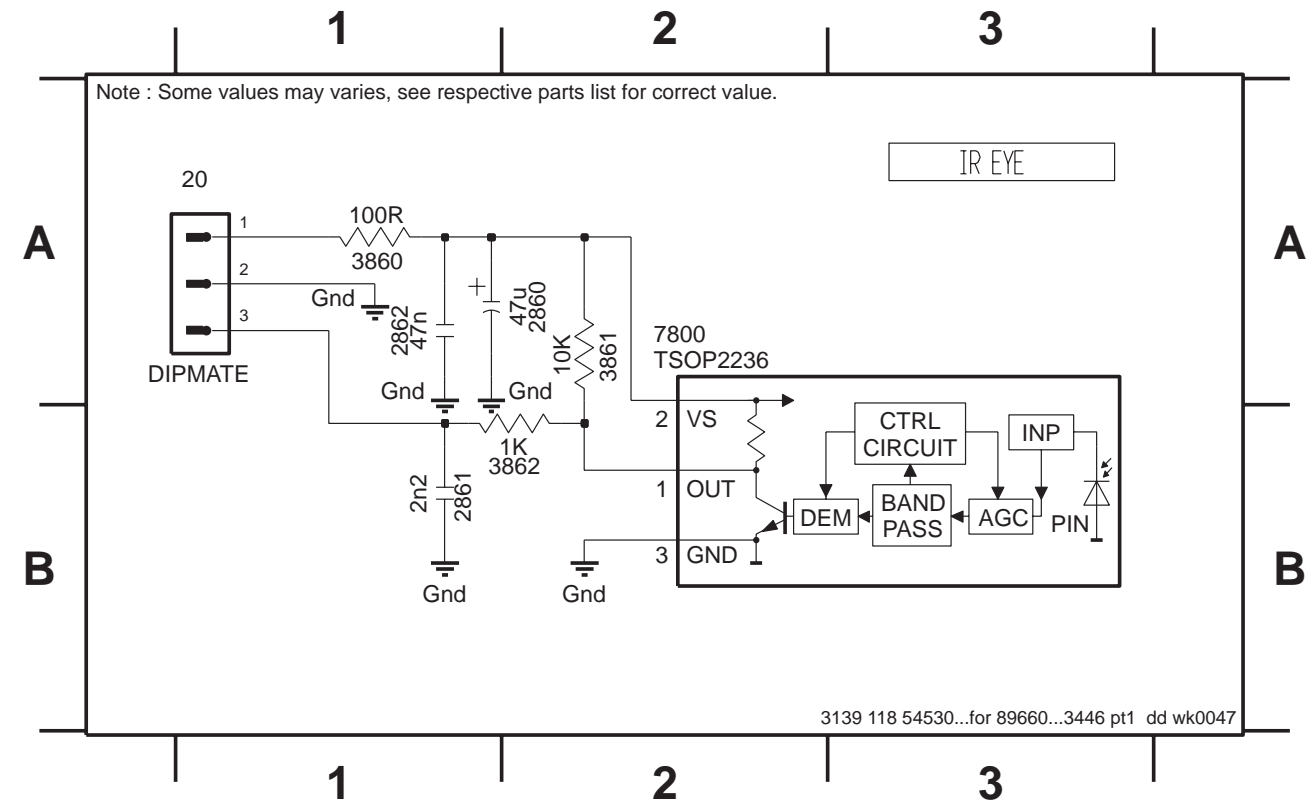 1 2 3
Note : Some values may varies, see respective parts list for correct value.
IR EYE
20
A
A
1
100R
3860
2
Gnd
3
2862
47n
47u
2860
10K
3861
DIPMATE
Gnd
Gnd
7800
TSOP2236
2 VS
CTRL
CIRCUIT
INP
1K
3862
2n2
2861
1 OUT
DEM
BAND
PASS
AGC
PIN
3 GND
B
B
Gnd
Gnd
3139 118 54530...for 89660...3446 pt1 dd wk0047
1 2 3